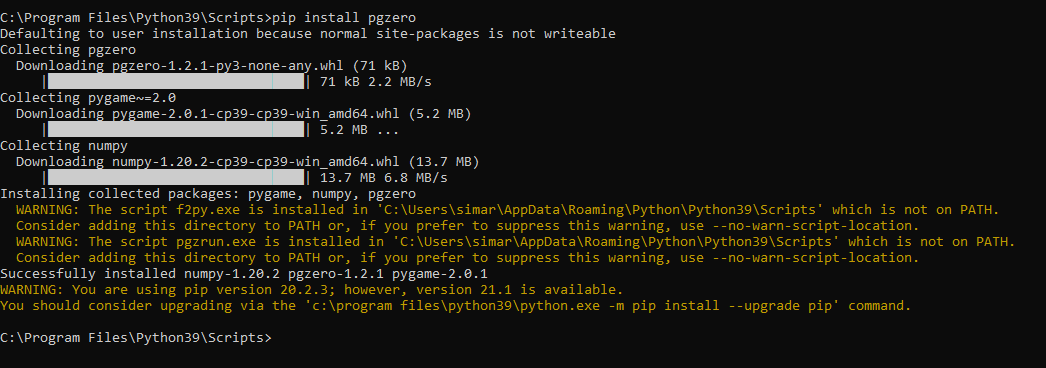 C:\Program Files\Python39\Scripts>pip install pgzero
Defaulting to user installation because normal site-packages is not writeable
Collecting pgzero
  Downloading pgzero-1.2.1-py3-none-any.whl (71 kB)
     |████████████████████████████████| 71 kB 2.2 MB/s
Collecting pygame~=2.0
  Downloading pygame-2.0.1-cp39-cp39-win_amd64.whl (5.2 MB)
     |████████████████████████████████| 5.2 MB ...
Collecting numpy
  Downloading numpy-1.20.2-cp39-cp39-win_amd64.whl (13.7 MB)
     |████████████████████████████████| 13.7 MB 6.8 MB/s
Installing collected packages: pygame, numpy, pgzero
  WARNING: The script f2py.exe is installed in 'C:\Users\simar\AppData\Roaming\Python\Python39\Scripts' which is not on PATH.
  Consider adding this directory to PATH or, if you prefer to suppress this warning, use --no-warn-script-location.
  WARNING: The script pgzrun.exe is installed in 'C:\Users\simar\AppData\Roaming\Python\Python39\Scripts' which is not on PATH.
  Consider adding this directory to PATH or, if you prefer to suppress this warning, use --no-warn-script-location.
Successfully installed numpy-1.20.2 pgzero-1.2.1 pygame-2.0.1
WARNING: You are using pip version 20.2.3; however, version 21.1 is available.
You should consider upgrading via the 'c:\program files\python39\python.exe -m pip install --upgrade pip' command.
C:\Program Files\Python39\Scripts>